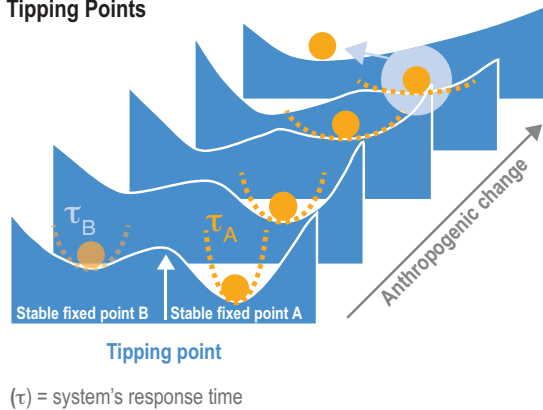 Tipping Points
τB
τA
Anthropogenic change
Stable fixed point B
Stable fixed point A
Tipping point
(τ) = system's response time